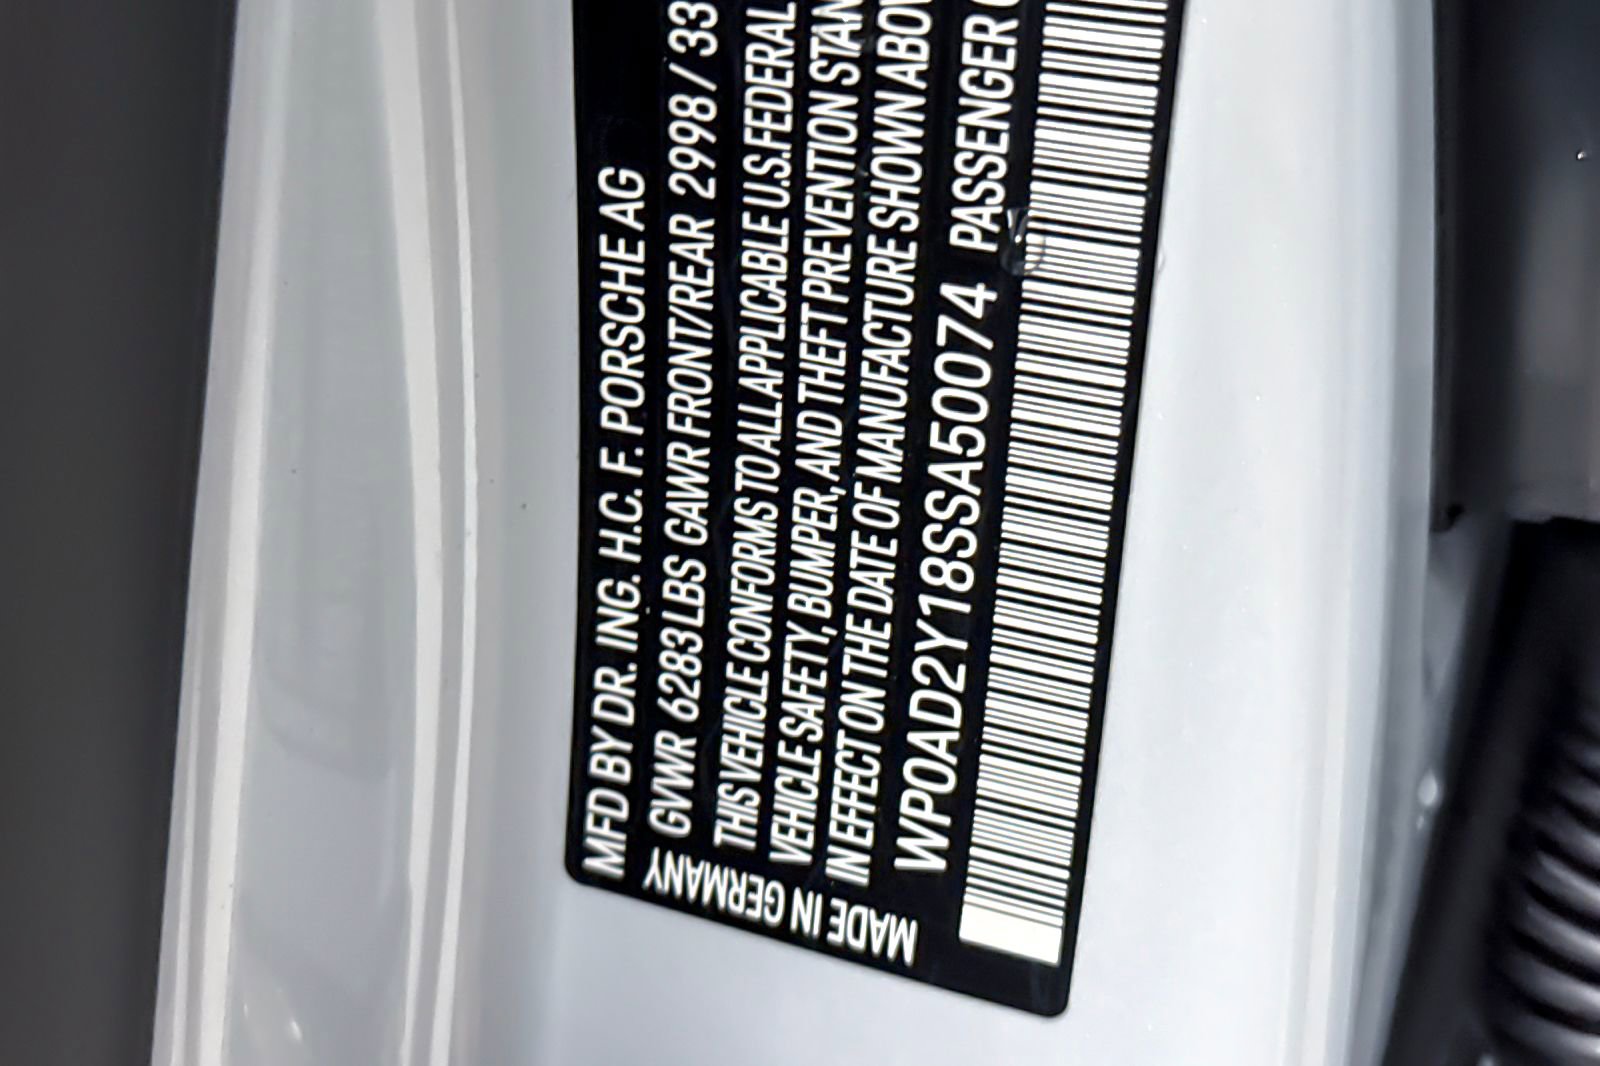 MFD BY DR. ING. H.C. F. PORSCHE AG
GVWR 6283 LBS GAWR FRONT/REAR 2998 / 33
THIS VEHICLE CONFORMS TO ALL APPLICABLE U.S. FEDERAL
VEHICLE SAFETY, BUMPER, AND THEFT PREVENTION STAN
IN EFFECT ON THE DATE OF MANUFACTURE SHOWN ABOV
WP0AD2Y18SSA50074 PASSENGER
MADE IN GERMANY